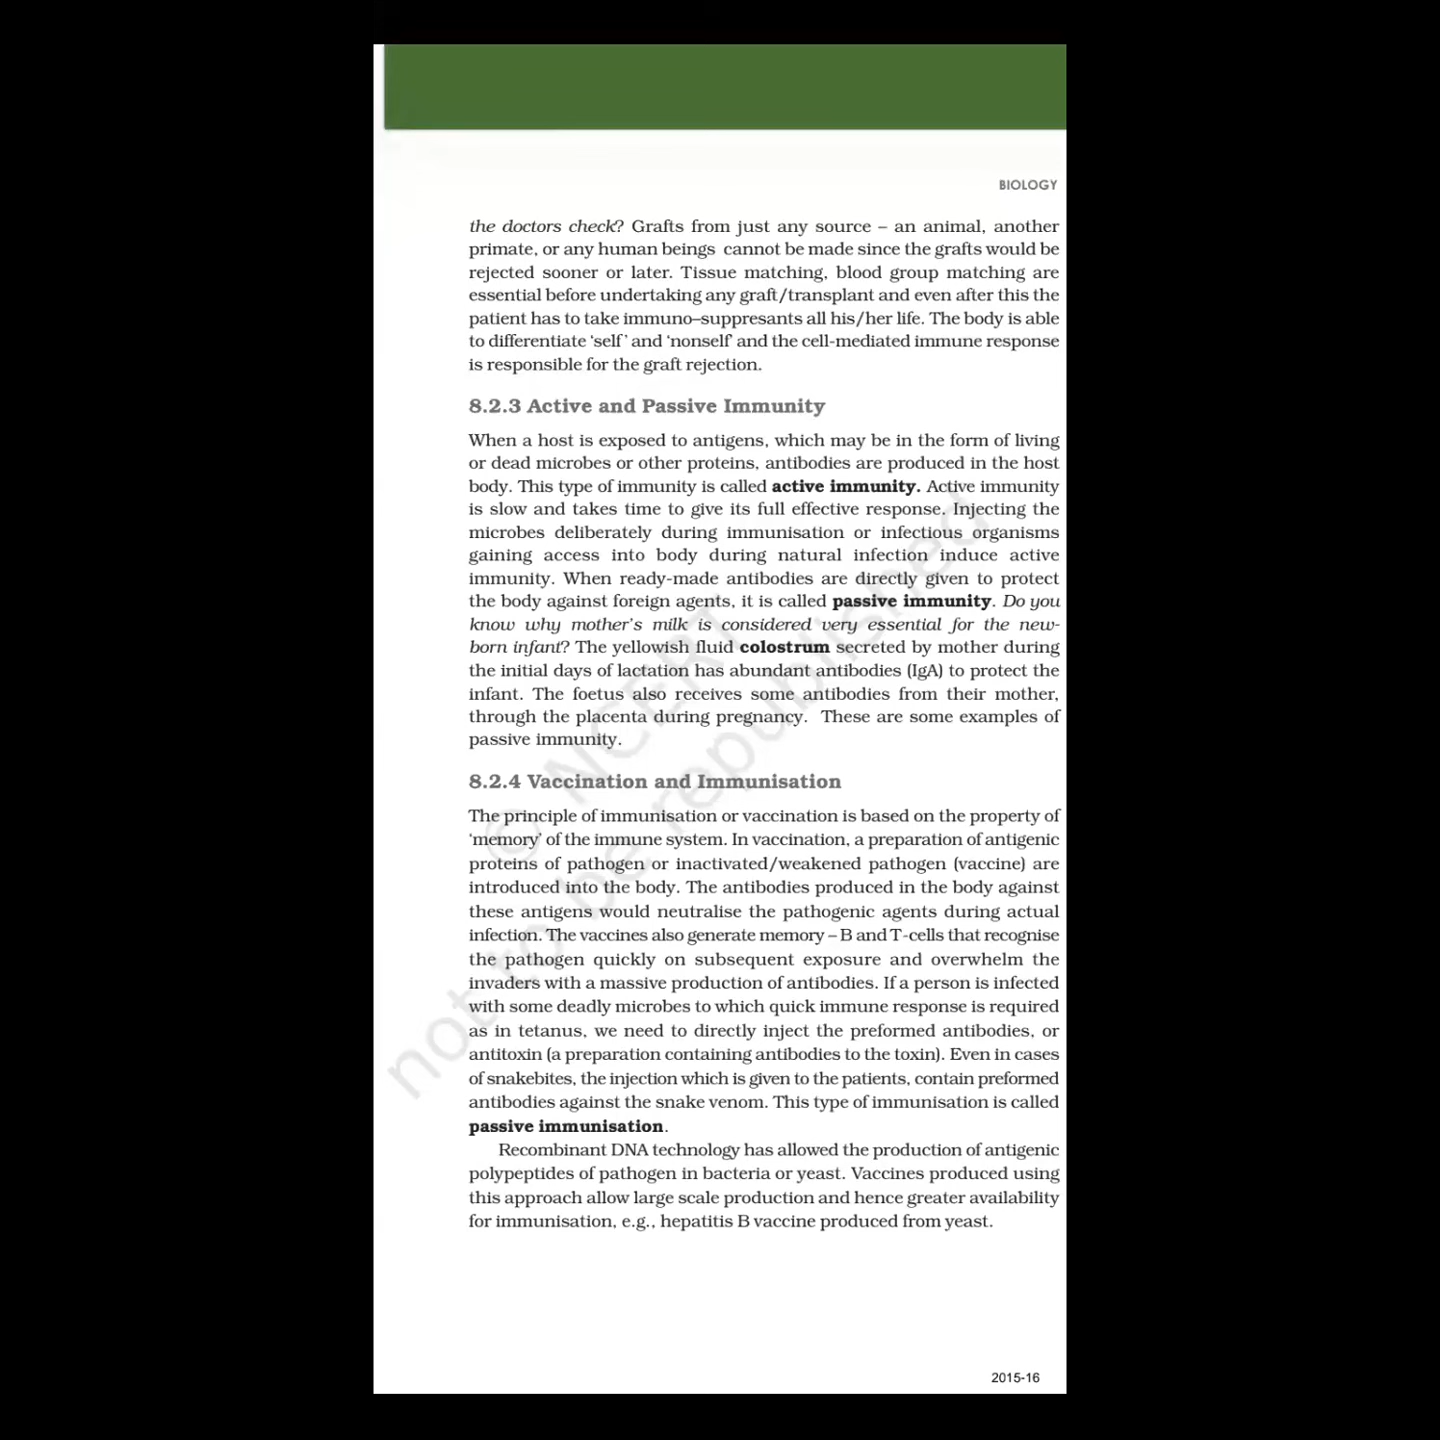 BIOLOGY
the doctors check? Grafts from just any source – an animal, another
primate, or any human beings cannot be made since the grafts would be
rejected sooner or later. Tissue matching, blood group matching are
essential before undertaking any graft/transplant and even after this the
patient has to take immuno–suppresants all his/her life. The body is able
to differentiate ‘self’ and ‘nonself’ and the cell-mediated immune response
is responsible for the graft rejection.
8.2.3 Active and Passive Immunity
When a host is exposed to antigens, which may be in the form of living
or dead microbes or other proteins, antibodies are produced in the host
body. This type of immunity is called active immunity. Active immunity
is slow and takes time to give its full effective response. Injecting the
microbes deliberately during immunisation or infectious organisms
gaining access into body during natural infection induce active
immunity. When ready-made antibodies are directly given to protect
the body against foreign agents, it is called passive immunity. Do you
know why mother’s milk is considered very essential for the new-
born infant? The yellowish fluid colostrum secreted by mother during
the initial days of lactation has abundant antibodies (IgA) to protect the
infant. The foetus also receives some antibodies from their mother,
through the placenta during pregnancy. These are some examples of
passive immunity.
8.2.4 Vaccination and Immunisation
The principle of immunisation or vaccination is based on the property of
‘memory’ of the immune system. In vaccination, a preparation of antigenic
proteins of pathogen or inactivated/weakened pathogen (vaccine) are
introduced into the body. The antibodies produced in the body against
these antigens would neutralise the pathogenic agents during actual
infection. The vaccines also generate memory – B and T-cells that recognise
the pathogen quickly on subsequent exposure and overwhelm the
invaders with a massive production of antibodies. If a person is infected
with some deadly microbes to which quick immune response is required
as in tetanus, we need to directly inject the preformed antibodies, or
antitoxin (a preparation containing antibodies to the toxin). Even in cases
of snakebites, the injection which is given to the patients, contain preformed
antibodies against the snake venom. This type of immunisation is called
passive immunisation.
Recombinant DNA technology has allowed the production of antigenic
polypeptides of pathogen in bacteria or yeast. Vaccines produced using
this approach allow large scale production and hence greater availability
for immunisation, e.g., hepatitis B vaccine produced from yeast.
© NCERT
not to be republished
2015-16